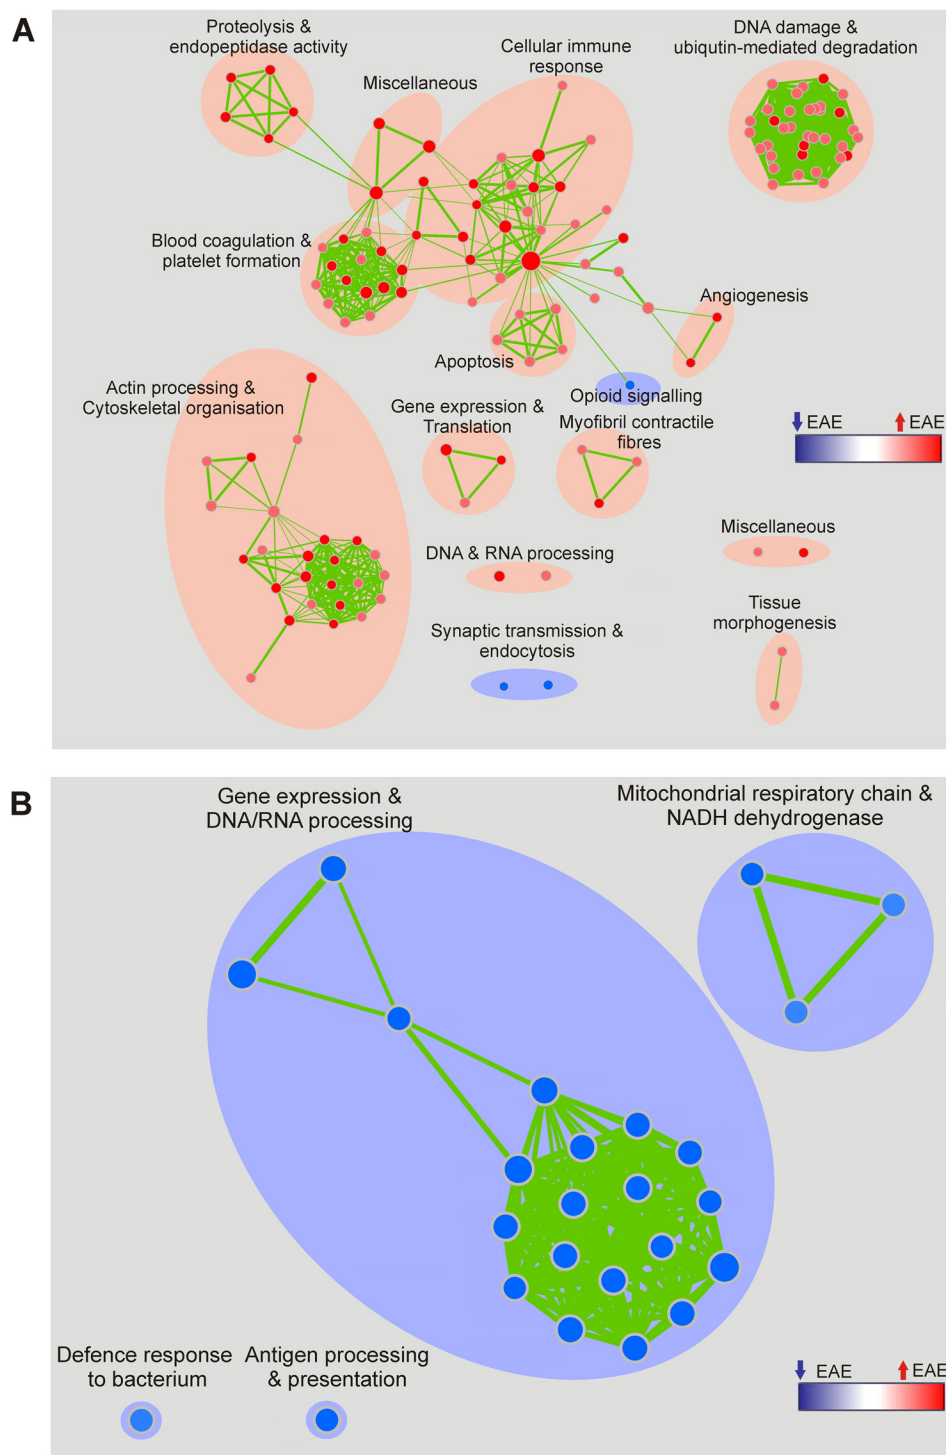 A
Proteolysis &
endopeptidase activity
Miscellaneous
Cellular immune
response
DNA damage &
ubiqutin-mediated degradation
Blood coagulation &
platelet formation
Angiogenesis
Apoptosis
Opioid signalling
Actin processing &
Cytoskeletal organisation
Gene expression &
Translation
Myofibril contractile
fibres
EAE
EAE
DNA & RNA processing
Miscellaneous
Synaptic transmission &
endocytosis
Tissue
morphogenesis
B
Gene expression &
DNA/RNA processing
Mitochondrial respiratory chain &
NADH dehydrogenase
Defence response
to bacterium
Antigen processing
& presentation
EAE
EAE